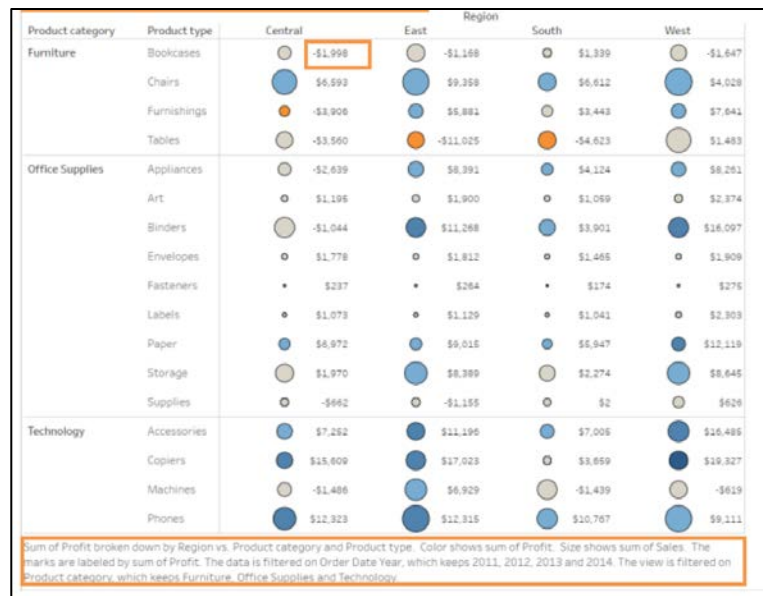 Region
Product category Product type Central East South West
Furniture Bookcases -$1,998 -$1,168 $1,339 -$1,647
Chairs $6,593 $9,358 $6,612 $4,028
Furnishings -$3,906 $5,881 $3,443 $7,641
Tables -$3,560 -$11,025 -$4,623 $1,483
Office Supplies Appliances -$2,639 $8,391 $4,124 $8,261
Art $1,195 $1,900 $1,059 $2,374
Binders -$1,044 $11,268 $3,901 $16,097
Envelopes $1,778 $1,812 $1,465 $1,909
Fasteners $237 $264 $174 $275
Labels $1,073 $1,129 $1,041 $2,303
Paper $6,972 $9,015 $5,947 $12,119
Storage $1,970 $8,389 $2,274 $8,645
Supplies -$662 -$1,155 $2 $626
Technology Accessories $7,252 $11,196 $7,005 $16,485
Copiers $15,609 $17,023 $3,659 $19,327
Machines -$1,486 $6,929 -$1,439 -$619
Phones $12,323 $12,315 $10,767 $9,111
Sum of Profit broken down by Region vs. Product category and Product type. Color shows sum of Profit. Size shows sum of Sales. The
marks are labeled by sum of Profit. The data is filtered on Order Date Year, which keeps 2011, 2012, 2013 and 2014. The view is filtered on
Product category, which keeps Furniture, Office Supplies and Technology.